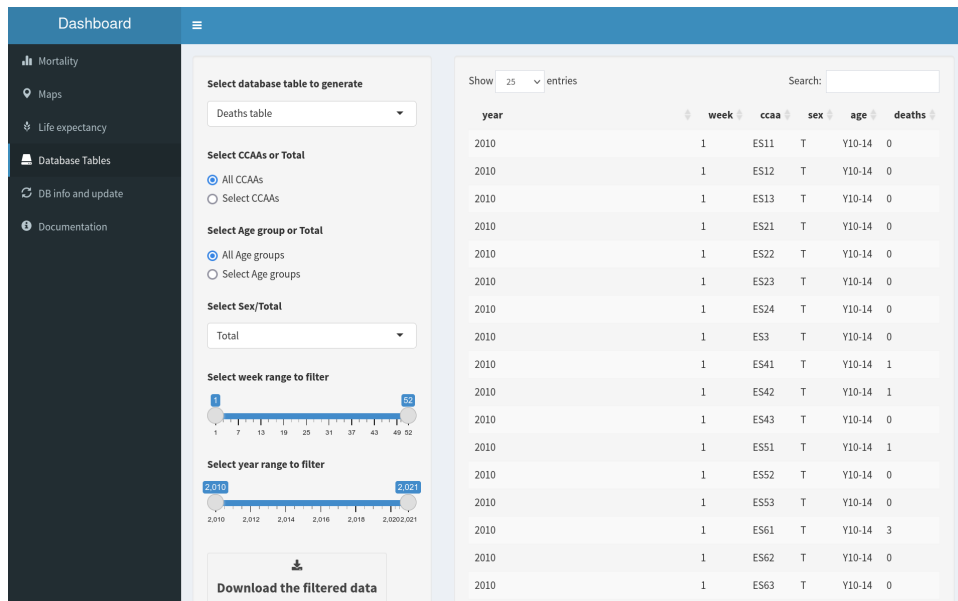 Dashboard
Mortality
Maps
Life expectancy
Database Tables
DB info and update
Documentation
Select database table to generate
Deaths table
Select CCAAs or Total
All CCAAs
Select CCAAs
Select Age group or Total
All Age groups
Select Age groups
Select Sex/Total
Total
Select week range to filter
1 52
1 7 13 19 25 31 37 43 49 52
Select year range to filter
2,010 2,021
2,010 2,012 2,014 2,016 2,018 2,020 2,021
Download the filtered data
Show 25 entries Search:
year week ccaa sex age deaths
2010 1 ES11 T Y10-14 0
2010 1 ES12 T Y10-14 0
2010 1 ES13 T Y10-14 0
2010 1 ES21 T Y10-14 0
2010 1 ES22 T Y10-14 0
2010 1 ES23 T Y10-14 0
2010 1 ES24 T Y10-14 0
2010 1 ES3 T Y10-14 0
2010 1 ES41 T Y10-14 1
2010 1 ES42 T Y10-14 1
2010 1 ES43 T Y10-14 0
2010 1 ES51 T Y10-14 1
2010 1 ES52 T Y10-14 0
2010 1 ES53 T Y10-14 0
2010 1 ES61 T Y10-14 3
2010 1 ES62 T Y10-14 0
2010 1 ES63 T Y10-14 0